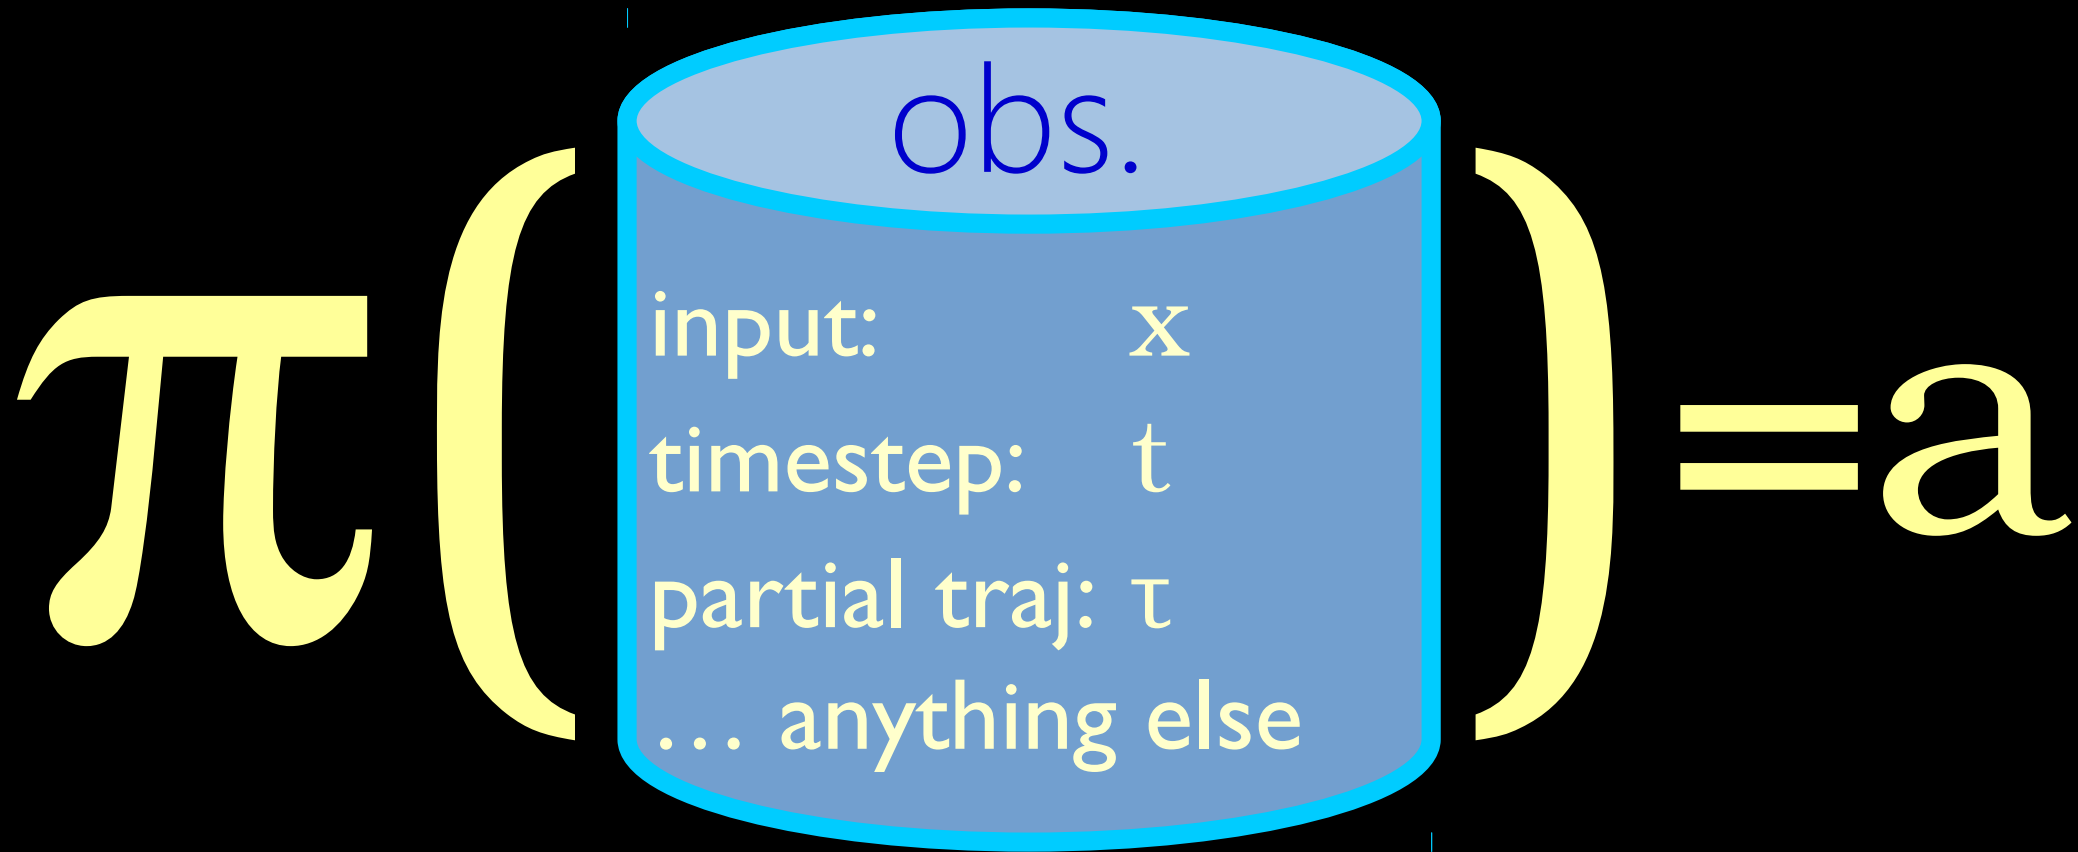 obs.
π( input: x )=a
timestep: t
partial traj: τ
... anything else